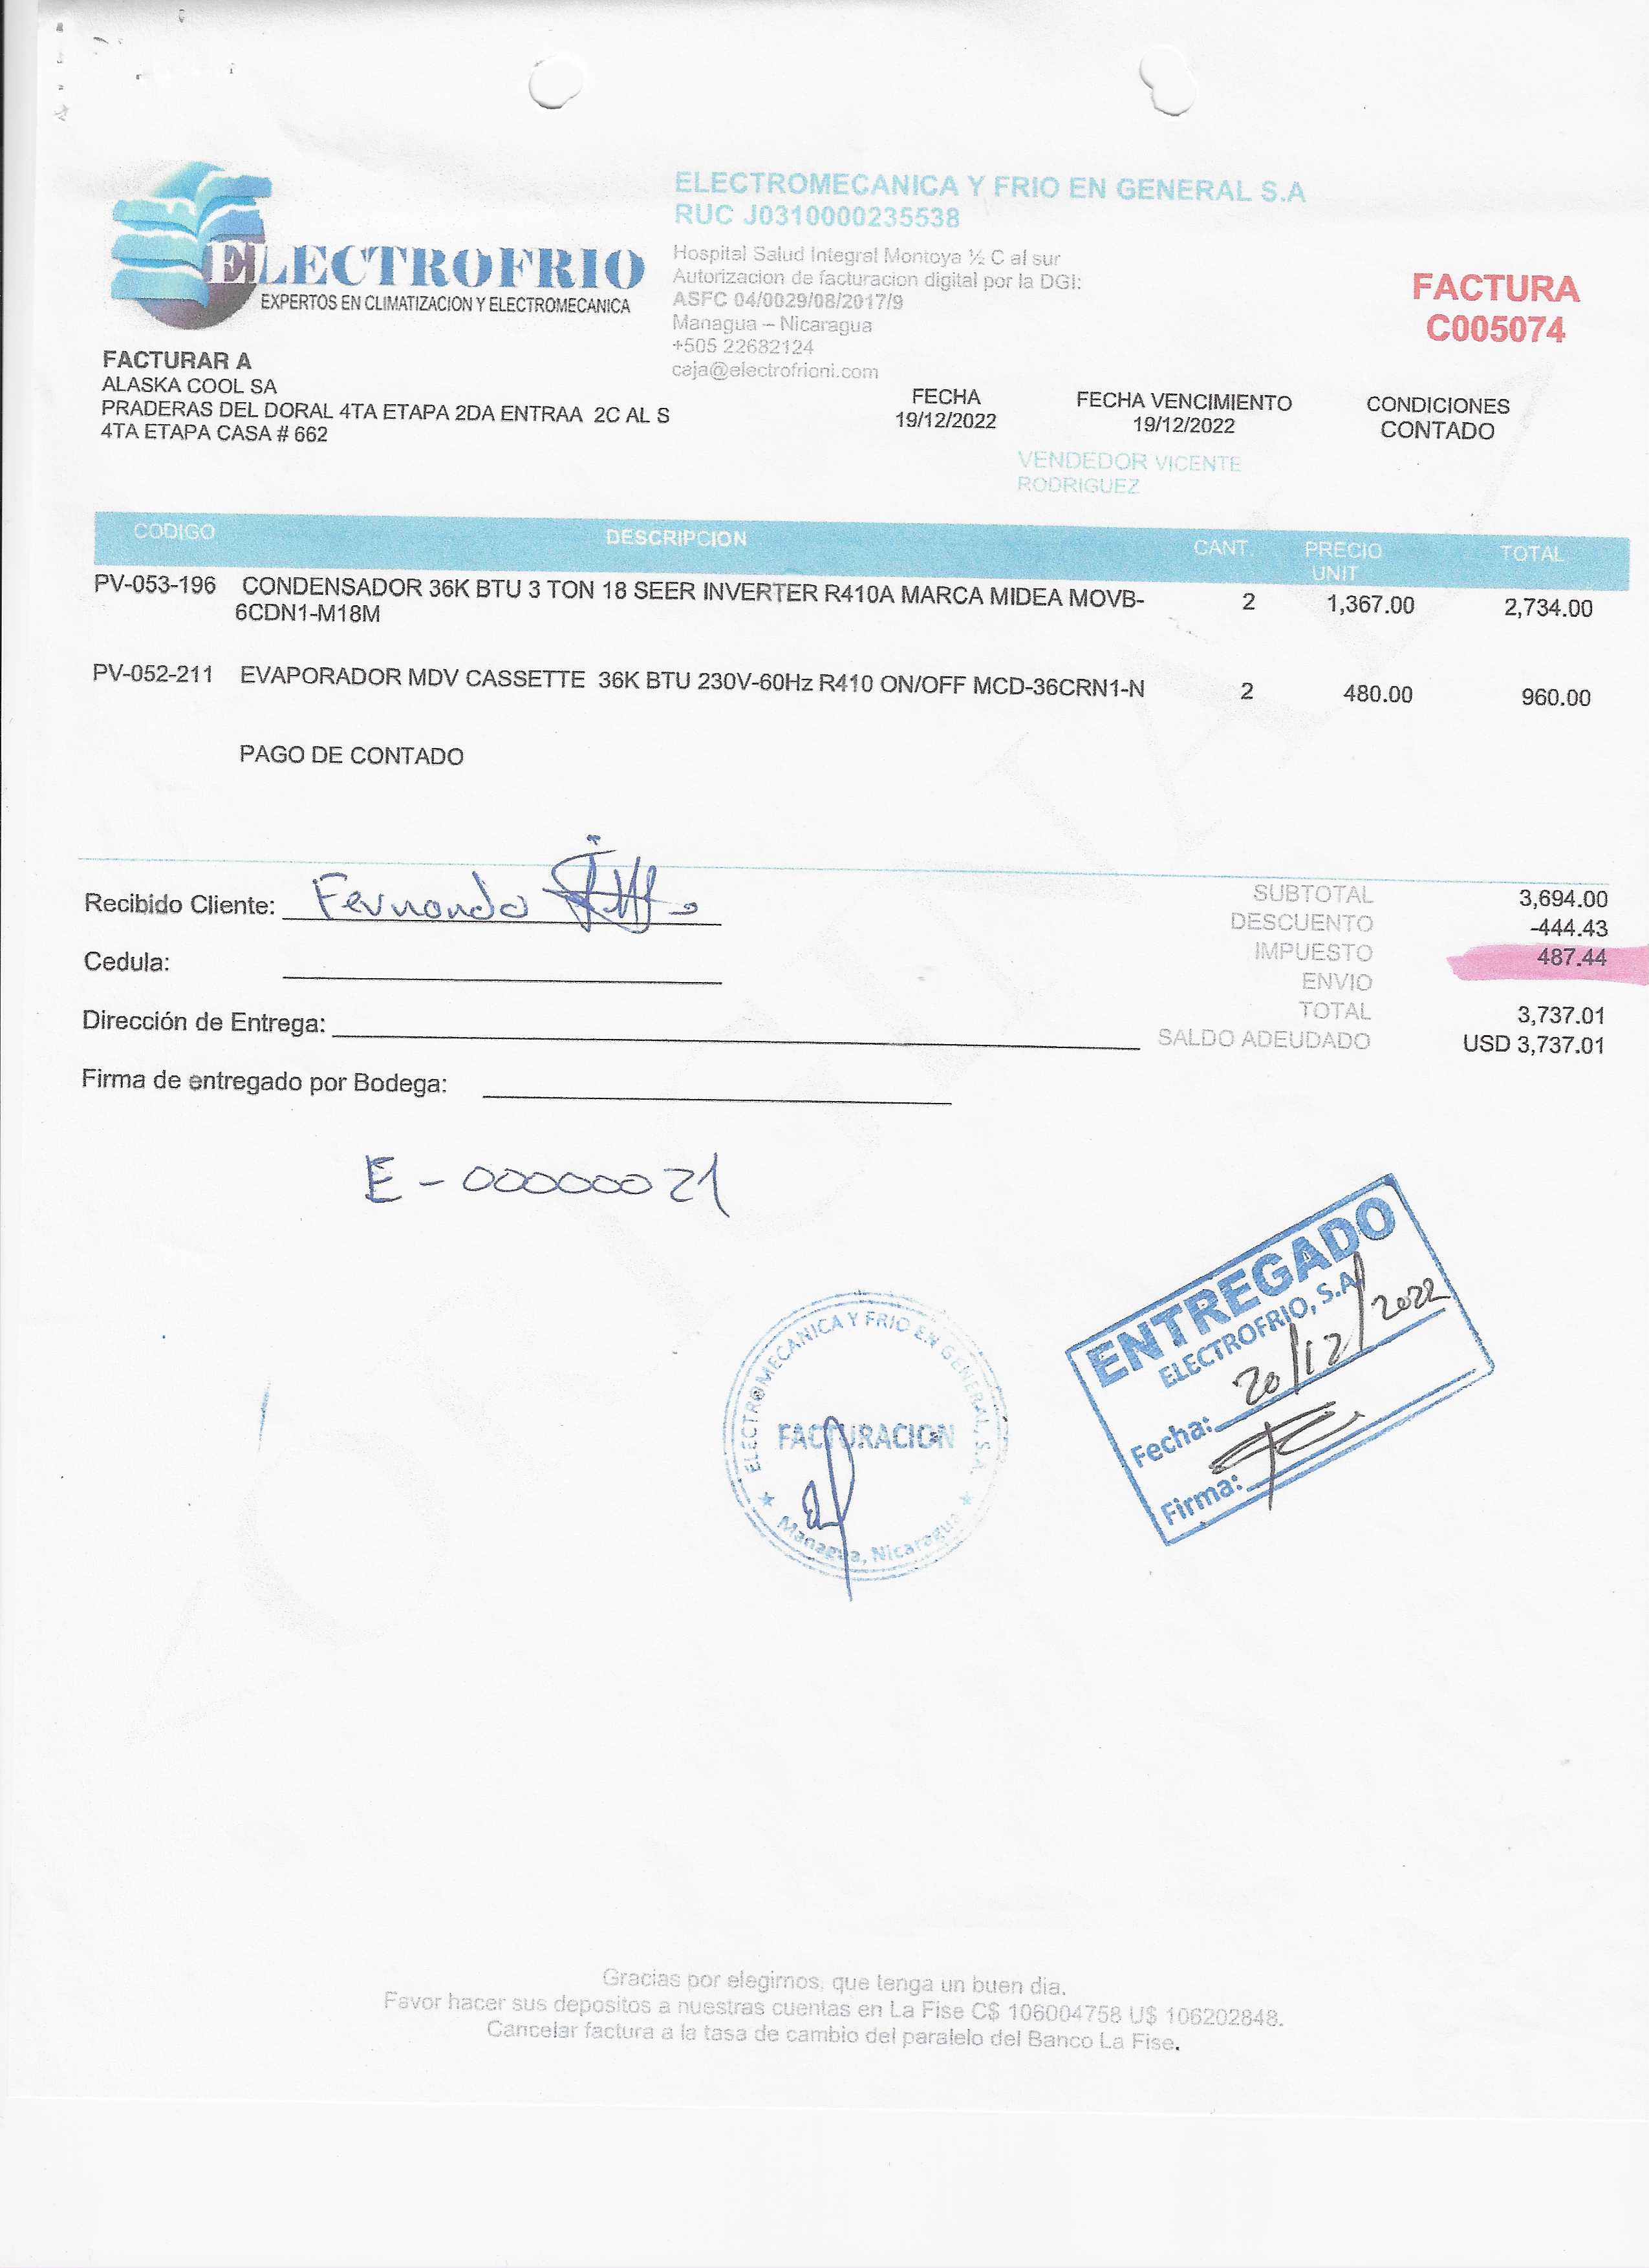 ELECTROFRIO
EXPERTOS EN CLIMATIZACION Y ELECTROMECANICA
ELECTROMECANICA Y FRIO EN GENERAL S.A
RUC J0310000235538
Hospital Salud Integral Montoya ½ C al sur
Autorizacion de facturacion digital por la DGI:
ASFC 04/0029/08/2017/9
Managua – Nicaragua
+505 22682124
caja@electrofrioni.com
FACTURA
C005074
FACTURAR A
ALASKA COOL SA
PRADERAS DEL DORAL 4TA ETAPA 2DA ENTRAA 2C AL S
4TA ETAPA CASA # 662
FECHA
19/12/2022
FECHA VENCIMIENTO
19/12/2022
CONDICIONES
CONTADO
VENDEDOR VICENTE
RODRIGUEZ
CODIGO DESCRIPCION CANT. PRECIO UNIT TOTAL
PV-053-196 CONDENSADOR 36K BTU 3 TON 18 SEER INVERTER R410A MARCA MIDEA MOVB- 2 1,367.00 2,734.00
6CDN1-M18M
PV-052-211 EVAPORADOR MDV CASSETTE 36K BTU 230V-60Hz R410 ON/OFF MCD-36CRN1-N 2 480.00 960.00
PAGO DE CONTADO
Recibido Cliente: Fernando
Cedula:
Dirección de Entrega:
Firma de entregado por Bodega:
SUBTOTAL 3,694.00
DESCUENTO -444.43
IMPUESTO 487.44
ENVIO
TOTAL 3,737.01
SALDO ADEUDADO USD 3,737.01
E-00000021
ELECTROMECANICA Y FRIO EN GENERAL, S.A.
FACTURACION
Managua, Nicaragua
ENTREGADO
ELECTROFRIO, S.A
Fecha: 20/12/2022
Firma:
Gracias por elegirnos, que tenga un buen dia.
Favor hacer sus depositos a nuestras cuentas en La Fise C$ 106004758 U$ 106202848.
Cancelar factura a la tasa de cambio del paralelo del Banco La Fise.